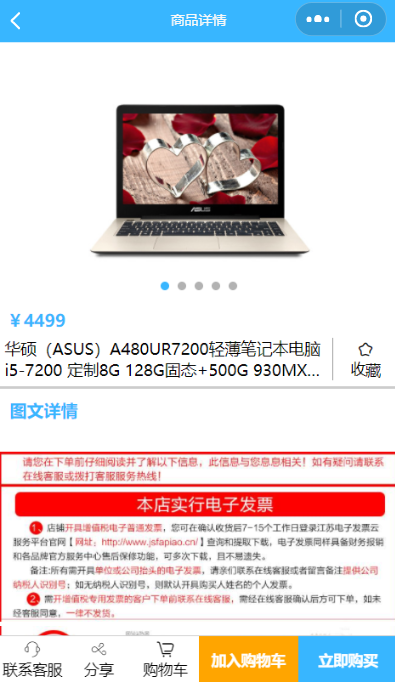 商品详情
ASUS
￥4499
华硕（ASUS）A480UR7200轻薄笔记本电脑
i5-7200 定制8G 128G固态+500G 930MX...
收藏
图文详情
请您在下单前仔细阅读并了解以下信息，此信息与您息息相关！如有疑问请联系
在线客服或拨打客服服务热线！
本店实行电子发票
1、店铺开具增值税电子普通发票，您可在确认收货后7-15个工作日登录江苏电子发票云
服务平台官网【网址：http://www.jsfapiao.cn/】查询和提取下载，电子发票同样具备财务报销
和各品牌官方服务中心售后保修功能，可多次下载，且不易遗失。
备注:所有需开具单位或公司抬头的电子发票，请亲们联系在线客服或者留言备注提供公司
纳税人识别号；如无纳税人识别号，则默认开具购买人姓名的个人发票。
2、需开增值税专用发票的客户下单前联系在线客服，需经在线客服确认后方可下单，如未
经客服同意，一律不发货。
联系客服
分享
购物车
加入购物车
立即购买